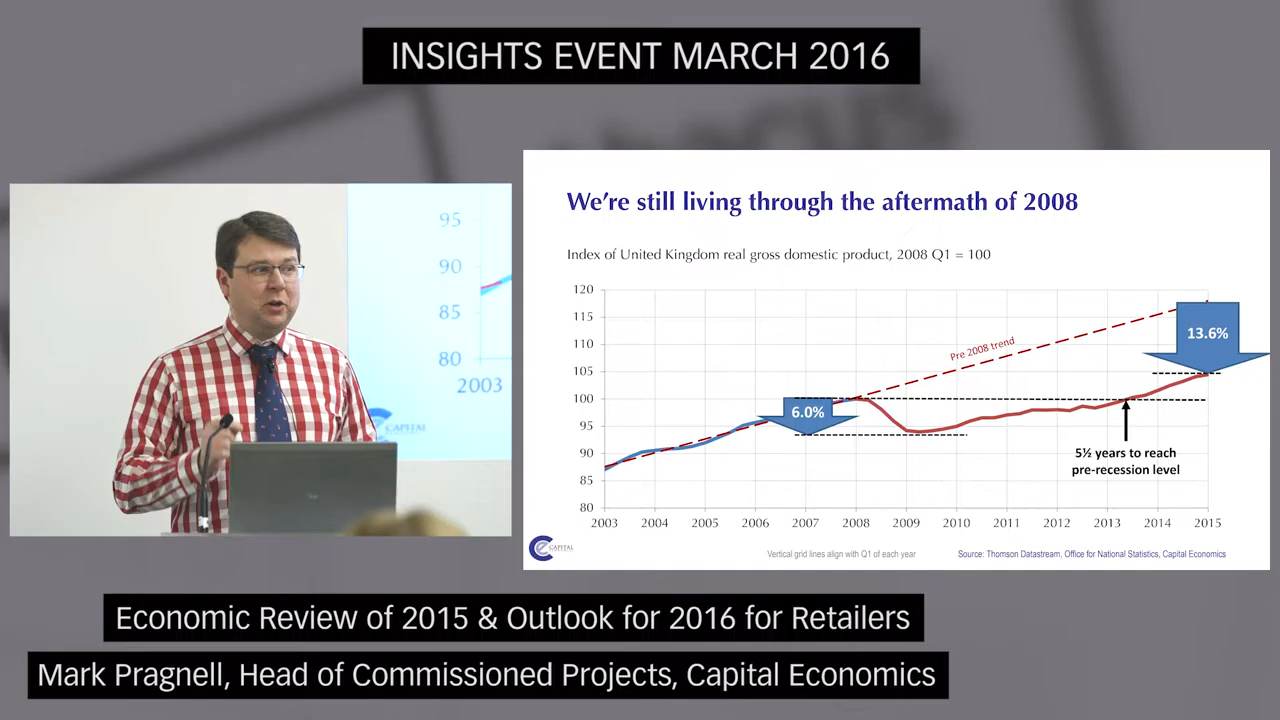 INSIGHTS EVENT MARCH 2016
95
90
85
80
2003
CAPITAL
We're still living through the aftermath of 2008
Index of United Kingdom real gross domestic product, 2008 Q1 = 100
120
115
110
105
100
95
90
85
80
Pre 2008 trend
13.6%
6.0%
5½ years to reach
pre-recession level
2003 2004 2005 2006 2007 2008 2009 2010 2011 2012 2013 2014 2015
CAPITAL
Vertical grid lines align with Q1 of each year
Source: Thomson Datastream, Office for National Statistics, Capital Economics
Economic Review of 2015 & Outlook for 2016 for Retailers
Mark Pragnell, Head of Commissioned Projects, Capital Economics